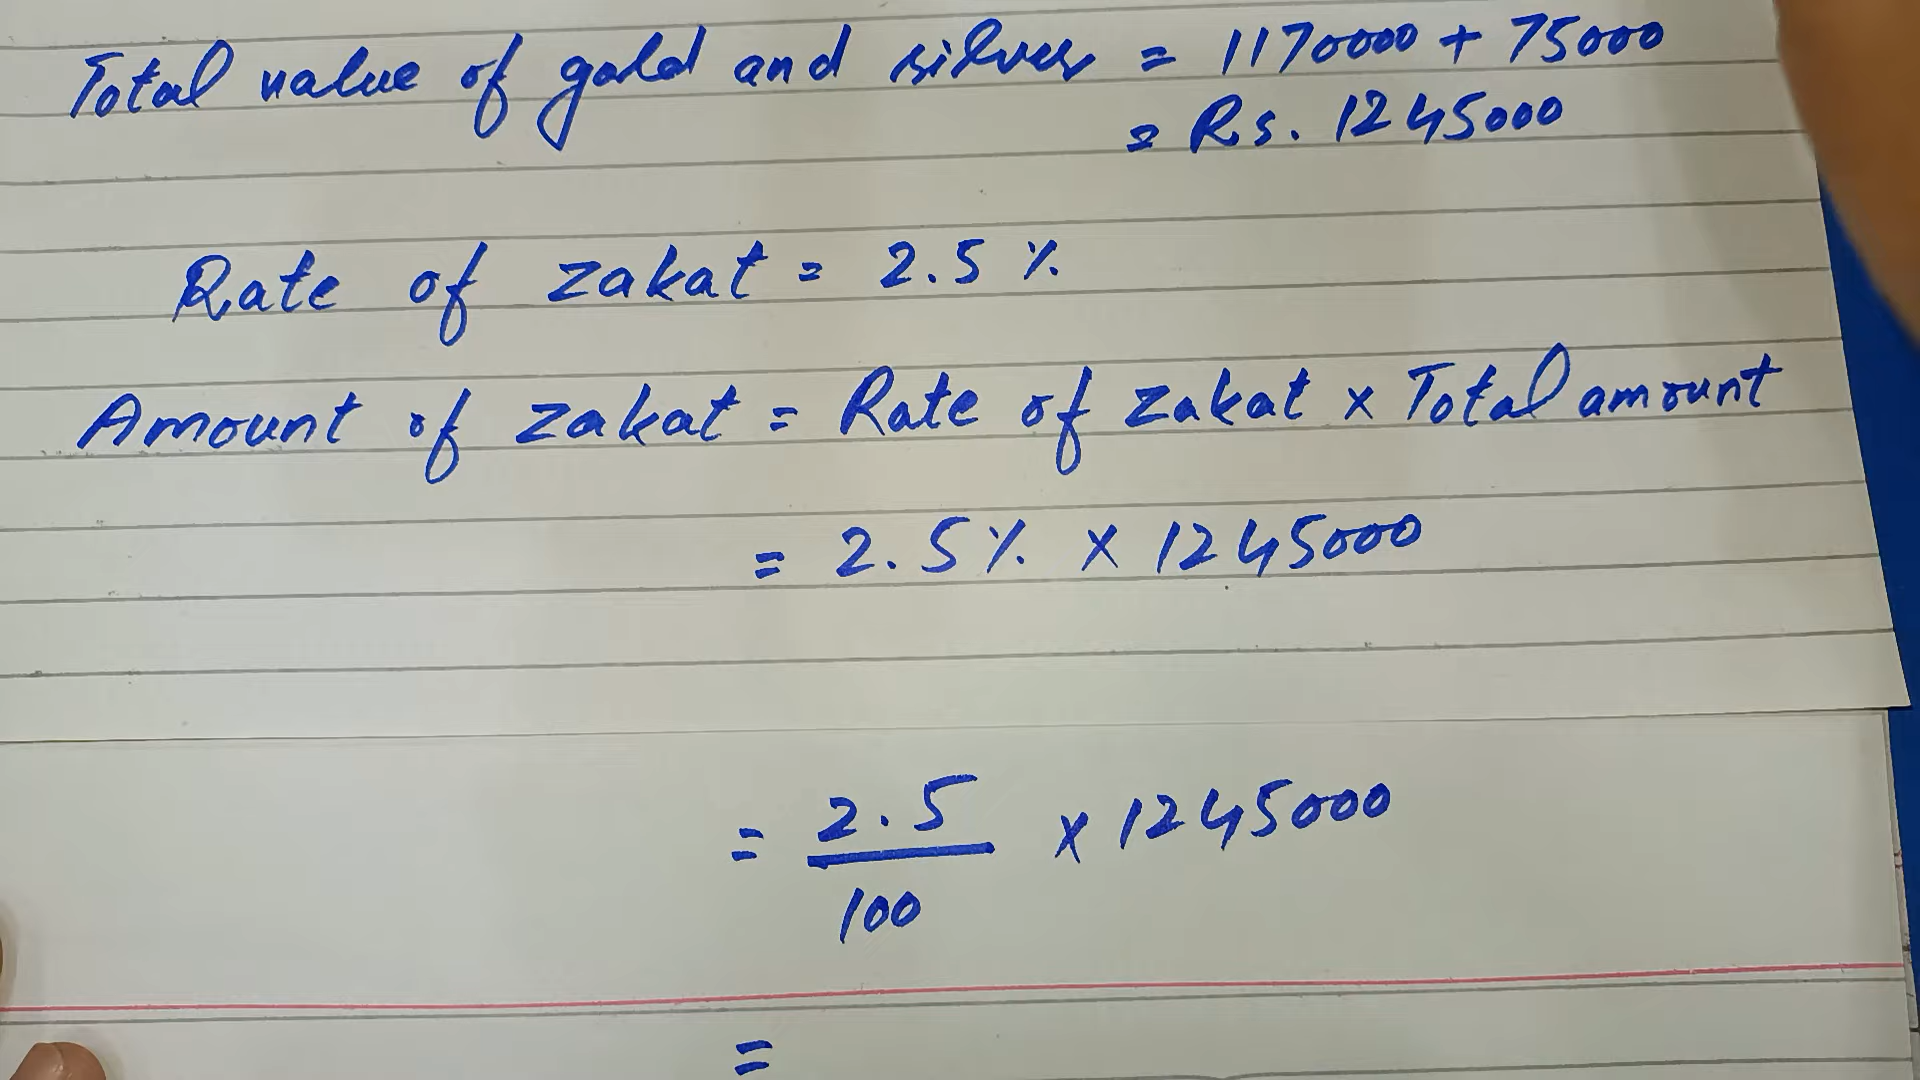 Total value of gold and silver = 1170000 + 75000
= Rs. 1245000
Rate of zakat = 2.5 %
Amount of zakat = Rate of zakat × Total amount
= 2.5% × 1245000
= 2.5/100 × 1245000
=